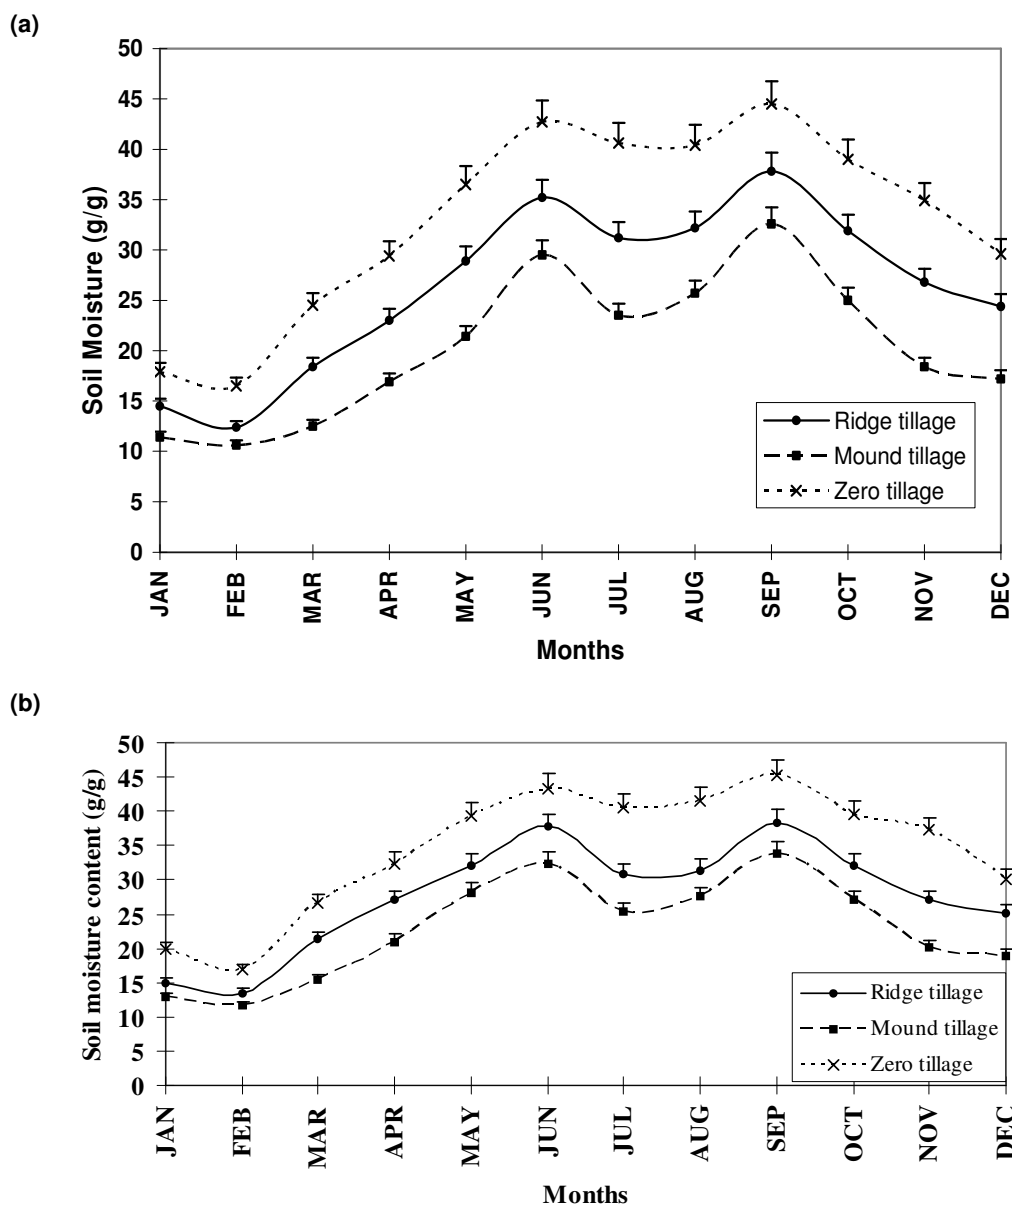 (a)
50
45
40
35
30
25
20
15
10
5
0
Soil Moisture (g/g)
Ridge tillage
Mound tillage
Zero tillage
JAN FEB MAR APR MAY JUN JUL AUG SEP OCT NOV DEC
Months
(b)
50
45
40
35
30
25
20
15
10
5
0
Soil moisture content (g/g)
Ridge tillage
Mound tillage
Zero tillage
JAN FEB MAR APR MAY JUN JUL AUG SEP OCT NOV DEC
Months